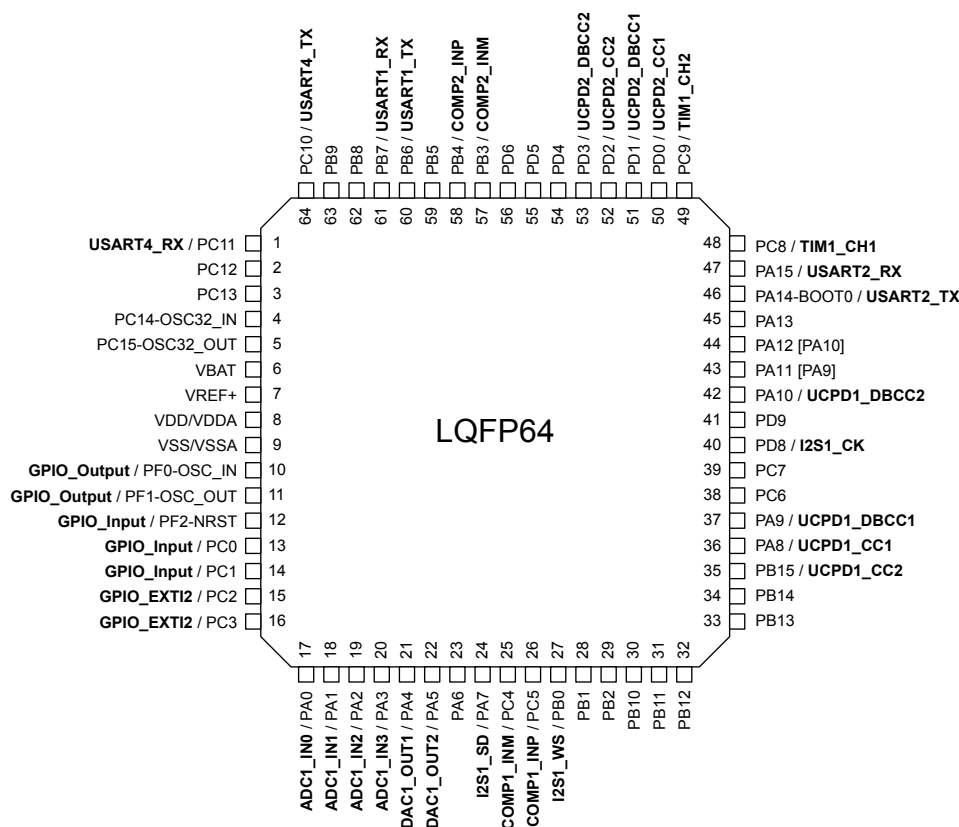 PC10 / USART4_TX
PB9
PB8
PB7 / USART1_RX
PB6 / USART1_TX
PB5
PB4 / COMP2_INP
PB3 / COMP2_INM
PD6
PD5
PD4
PD3 / UCPD2_DBCC2
PD2 / UCPD2_CC2
PD1 / UCPD2_DBCC1
PD0 / UCPD2_CC1
PC9 / TIM1_CH2
64 63 62 61 60 59 58 57 56 55 54 53 52 51 50 49
USART4_RX / PC11 1
PC12 2
PC13 3
PC14-OSC32_IN 4
PC15-OSC32_OUT 5
VBAT 6
VREF+ 7
VDD/VDDA 8
VSS/VSSA 9
GPIO_Output / PF0-OSC_IN 10
GPIO_Output / PF1-OSC_OUT 11
GPIO_Input / PF2-NRST 12
GPIO_Input / PC0 13
GPIO_Input / PC1 14
GPIO_EXTI2 / PC2 15
GPIO_EXTI2 / PC3 16
LQFP64
48 PC8 / TIM1_CH1
47 PA15 / USART2_RX
46 PA14-BOOT0 / USART2_TX
45 PA13
44 PA12 [PA10]
43 PA11 [PA9]
42 PA10 / UCPD1_DBCC2
41 PD9
40 PD8 / I2S1_CK
39 PC7
38 PC6
37 PA9 / UCPD1_DBCC1
36 PA8 / UCPD1_CC1
35 PB15 / UCPD1_CC2
34 PB14
33 PB13
17 18 19 20 21 22 23 24 25 26 27 28 29 30 31 32
ADC1_IN0 / PA0
ADC1_IN1 / PA1
ADC1_IN2 / PA2
ADC1_IN3 / PA3
DAC1_OUT1 / PA4
DAC1_OUT2 / PA5
PA6
I2S1_SD / PA7
COMP1_INM / PC4
COMP1_INP / PC5
I2S1_WS / PB0
PB1
PB2
PB10
PB11
PB12